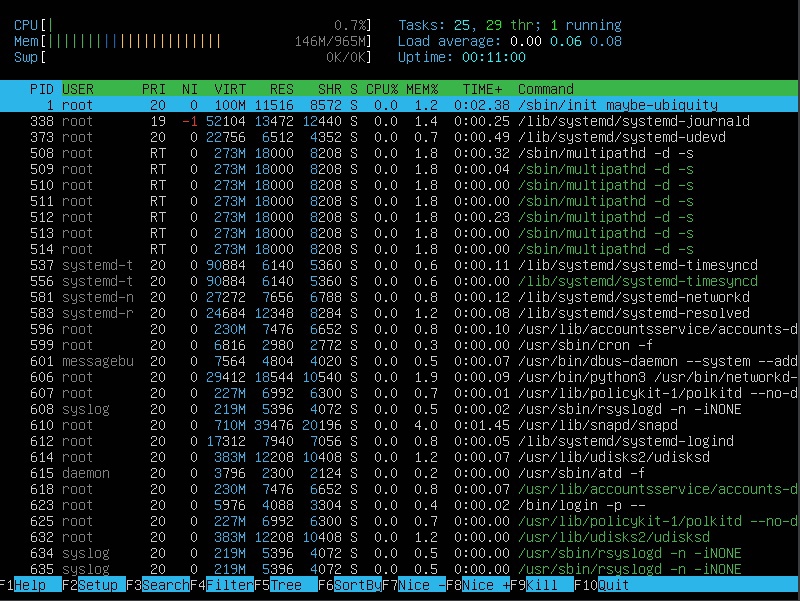 CPU[| 0.7%] Tasks: 25, 29 thr; 1 running
Mem[|||||||||||||||||||||| 146M/965M] Load average: 0.00 0.06 0.08
Swp[ 0K/0K] Uptime: 00:11:00
PID USER PRI NI VIRT RES SHR S CPU% MEM% TIME+ Command
1 root 20 0 100M 11516 8572 S 0.0 1.2 0:02.38 /sbin/init maybe-ubiquity
338 root 19 -1 52104 13472 12440 S 0.0 1.4 0:00.25 /lib/systemd/systemd-journald
373 root 20 0 22756 6512 4352 S 0.0 0.7 0:00.49 /lib/systemd/systemd-udevd
508 root RT 0 273M 18000 8208 S 0.0 1.8 0:00.32 /sbin/multipathd -d -s
509 root RT 0 273M 18000 8208 S 0.0 1.8 0:00.04 /sbin/multipathd -d -s
510 root RT 0 273M 18000 8208 S 0.0 1.8 0:00.00 /sbin/multipathd -d -s
511 root RT 0 273M 18000 8208 S 0.0 1.8 0:00.00 /sbin/multipathd -d -s
512 root RT 0 273M 18000 8208 S 0.0 1.8 0:00.23 /sbin/multipathd -d -s
513 root RT 0 273M 18000 8208 S 0.0 1.8 0:00.00 /sbin/multipathd -d -s
514 root RT 0 273M 18000 8208 S 0.0 1.8 0:00.00 /sbin/multipathd -d -s
537 systemd-t 20 0 90884 6140 5360 S 0.0 0.6 0:00.11 /lib/systemd/systemd-timesyncd
556 systemd-t 20 0 90884 6140 5360 S 0.0 0.6 0:00.00 /lib/systemd/systemd-timesyncd
581 systemd-n 20 0 27272 7656 6788 S 0.0 0.8 0:00.12 /lib/systemd/systemd-networkd
583 systemd-r 20 0 24684 12348 8284 S 0.0 1.2 0:00.08 /lib/systemd/systemd-resolved
596 root 20 0 230M 7476 6652 S 0.0 0.8 0:00.10 /usr/lib/accountsservice/accounts-d
599 root 20 0 6816 2980 2772 S 0.0 0.3 0:00.00 /usr/sbin/cron -f
601 messagebu 20 0 7564 4804 4020 S 0.0 0.5 0:00.07 /usr/bin/dbus-daemon --system --add
606 root 20 0 29412 18544 10540 S 0.0 1.9 0:00.09 /usr/bin/python3 /usr/bin/networkd-
607 root 20 0 227M 6992 6300 S 0.0 0.7 0:00.01 /usr/lib/policykit-1/polkitd --no-d
608 syslog 20 0 219M 5396 4072 S 0.0 0.5 0:00.02 /usr/sbin/rsyslogd -n -iNONE
610 root 20 0 710M 39476 20196 S 0.0 4.0 0:01.45 /usr/lib/snapd/snapd
612 root 20 0 17312 7940 7056 S 0.0 0.8 0:00.05 /lib/systemd/systemd-logind
614 root 20 0 383M 12208 10408 S 0.0 1.2 0:00.07 /usr/lib/udisks2/udisksd
615 daemon 20 0 3796 2300 2124 S 0.0 0.2 0:00.00 /usr/sbin/atd -f
618 root 20 0 230M 7476 6652 S 0.0 0.8 0:00.07 /usr/lib/accountsservice/accounts-d
623 root 20 0 5976 4088 3304 S 0.0 0.4 0:00.02 /bin/login -p --
625 root 20 0 227M 6992 6300 S 0.0 0.7 0:00.00 /usr/lib/policykit-1/polkitd --no-d
632 root 20 0 383M 12208 10408 S 0.0 1.2 0:00.00 /usr/lib/udisks2/udisksd
634 syslog 20 0 219M 5396 4072 S 0.0 0.5 0:00.00 /usr/sbin/rsyslogd -n -iNONE
635 syslog 20 0 219M 5396 4072 S 0.0 0.5 0:00.00 /usr/sbin/rsyslogd -n -iNONE
F1Help F2Setup F3SearchF4FilterF5Tree F6SortByF7Nice -F8Nice +F9Kill F10Quit